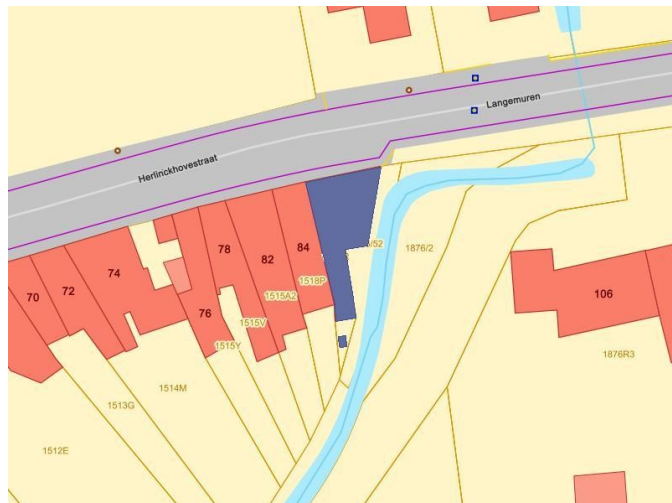 Langemuren
Herlinckhovestraat
84
/52
1876/2
78
82
74
72
70
106
1518P
1515A2
76
1515V
1515Y
1876R3
1514M
1513G
1512E